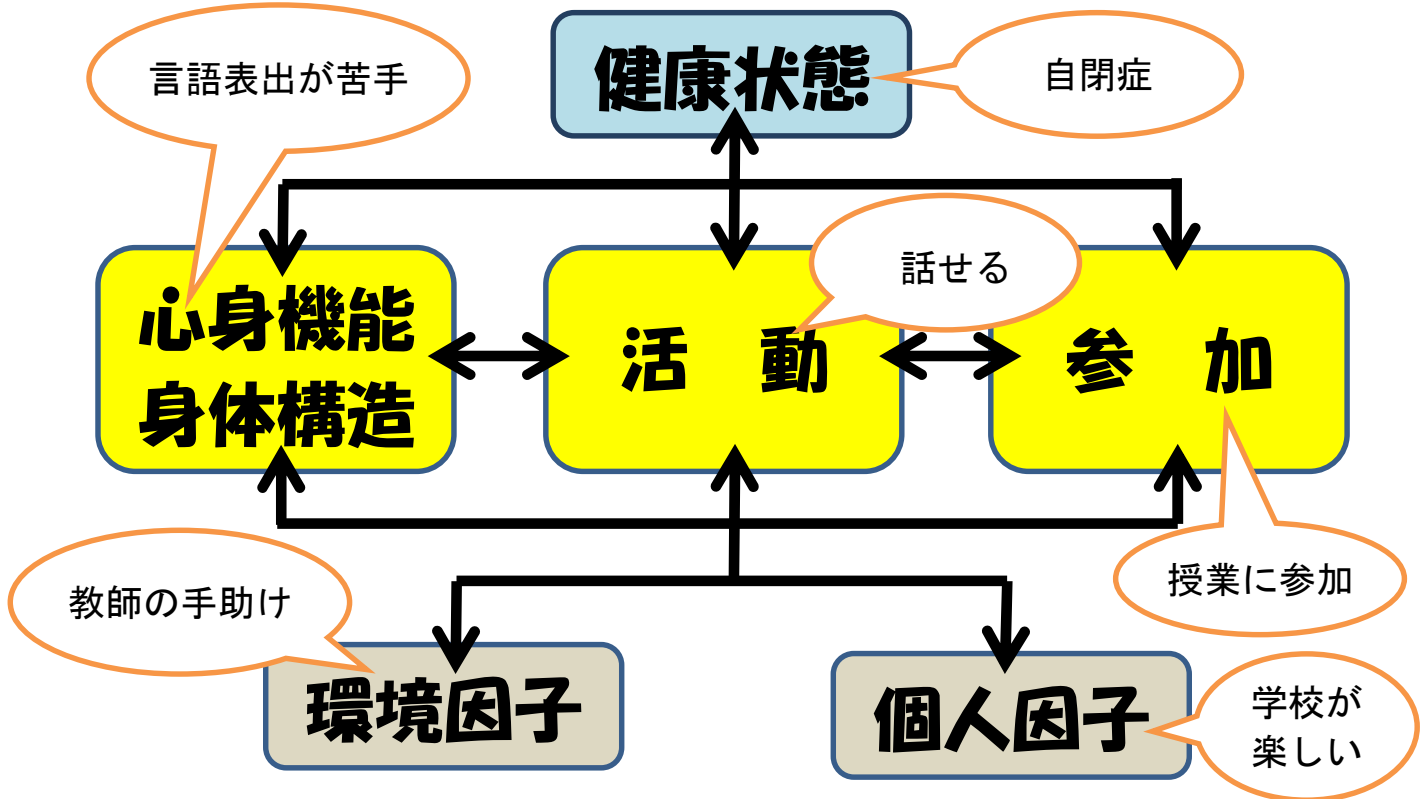 言語表出が苦手
健康状態
自閉症
話せる
心身機能
身体構造
活 動
参 加
教師の手助け
授業に参加
環境因子
個人因子
学校が
楽しい